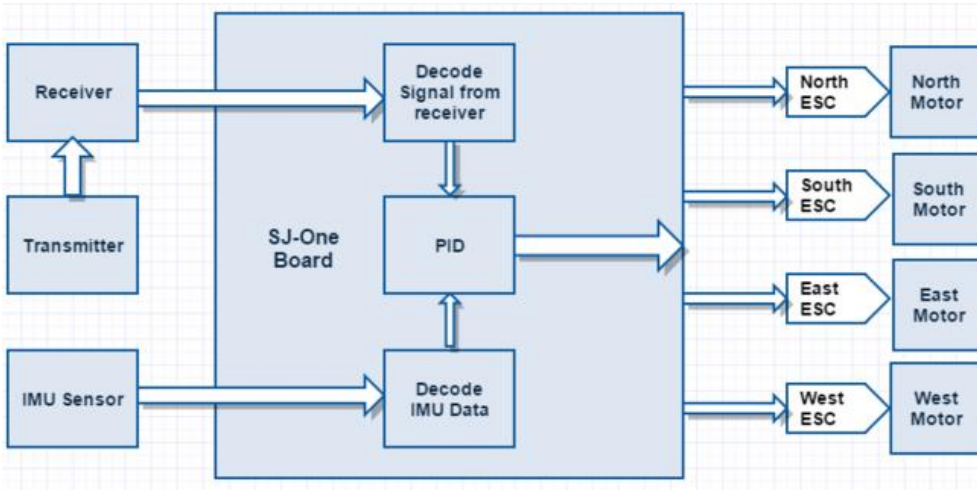 Receiver
Decode
Signal from
receiver
North
ESC
North
Motor
Transmitter
SJ-One
Board
PID
South
ESC
South
Motor
East
ESC
East
Motor
IMU Sensor
Decode
IMU Data
West
ESC
West
Motor